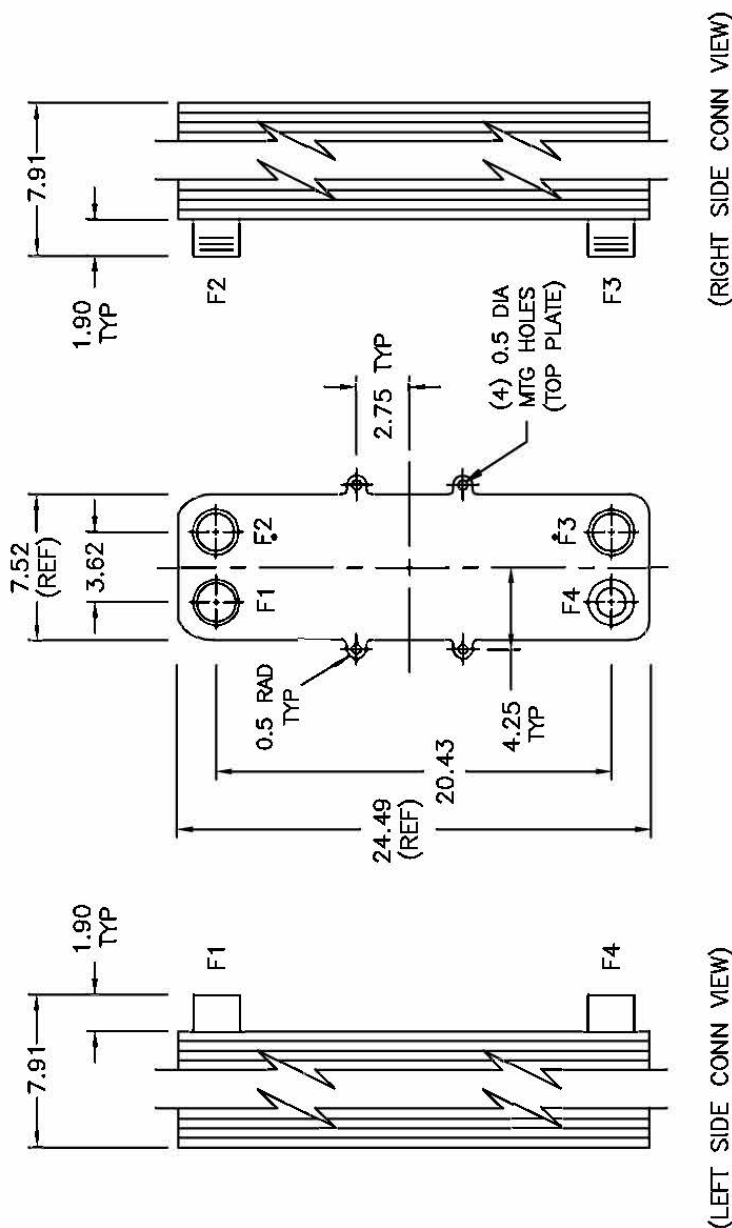 7.91
1.90
TYP
F1
F4
(LEFT SIDE CONN VIEW)
7.52
(REF)
3.62
F1
F2
F4
F3
0.5 RAD
TYP
24.49
(REF)
20.43
4.25
TYP
2.75 TYP
(4) 0.5 DIA
MTG HOLES
(TOP PLATE)
7.91
1.90
TYP
F2
F3
(RIGHT SIDE CONN VIEW)